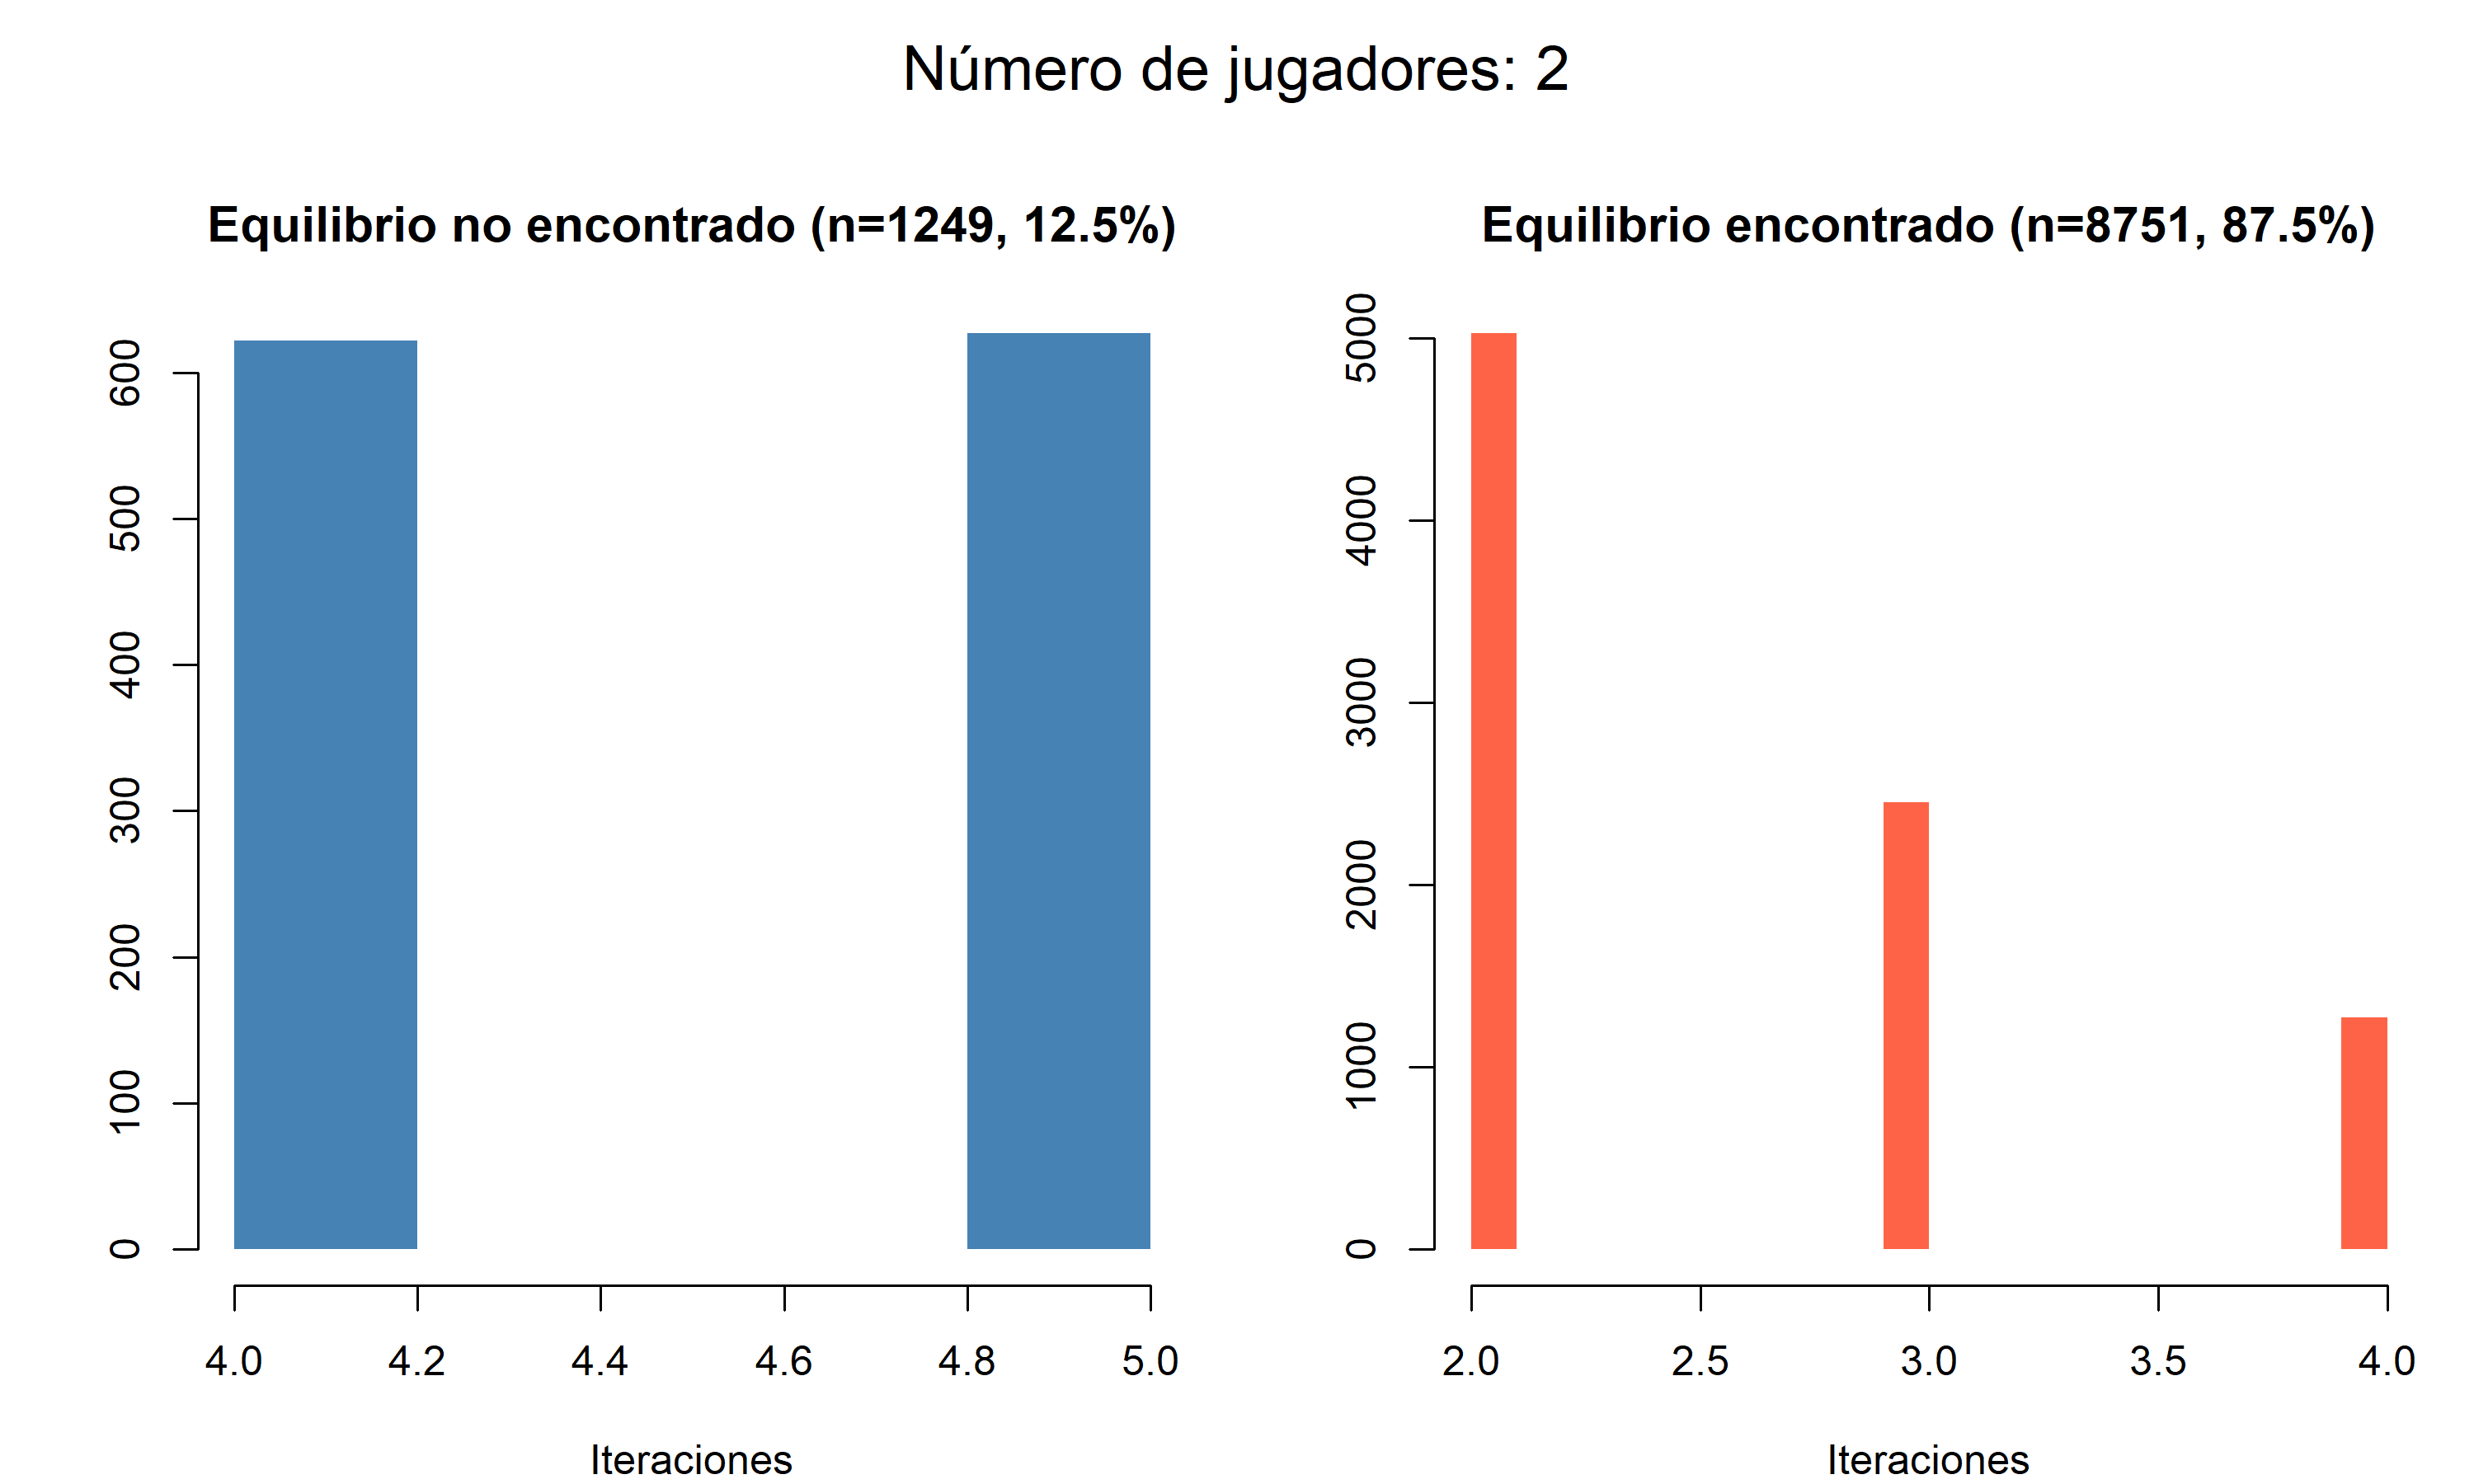 Número de jugadores: 2
Equilibrio no encontrado (n=1249, 12.5%)
600
500
400
300
200
100
0
4.0 4.2 4.4 4.6 4.8 5.0
Iteraciones
Equilibrio encontrado (n=8751, 87.5%)
5000
4000
3000
2000
1000
0
2.0 2.5 3.0 3.5 4.0
Iteraciones